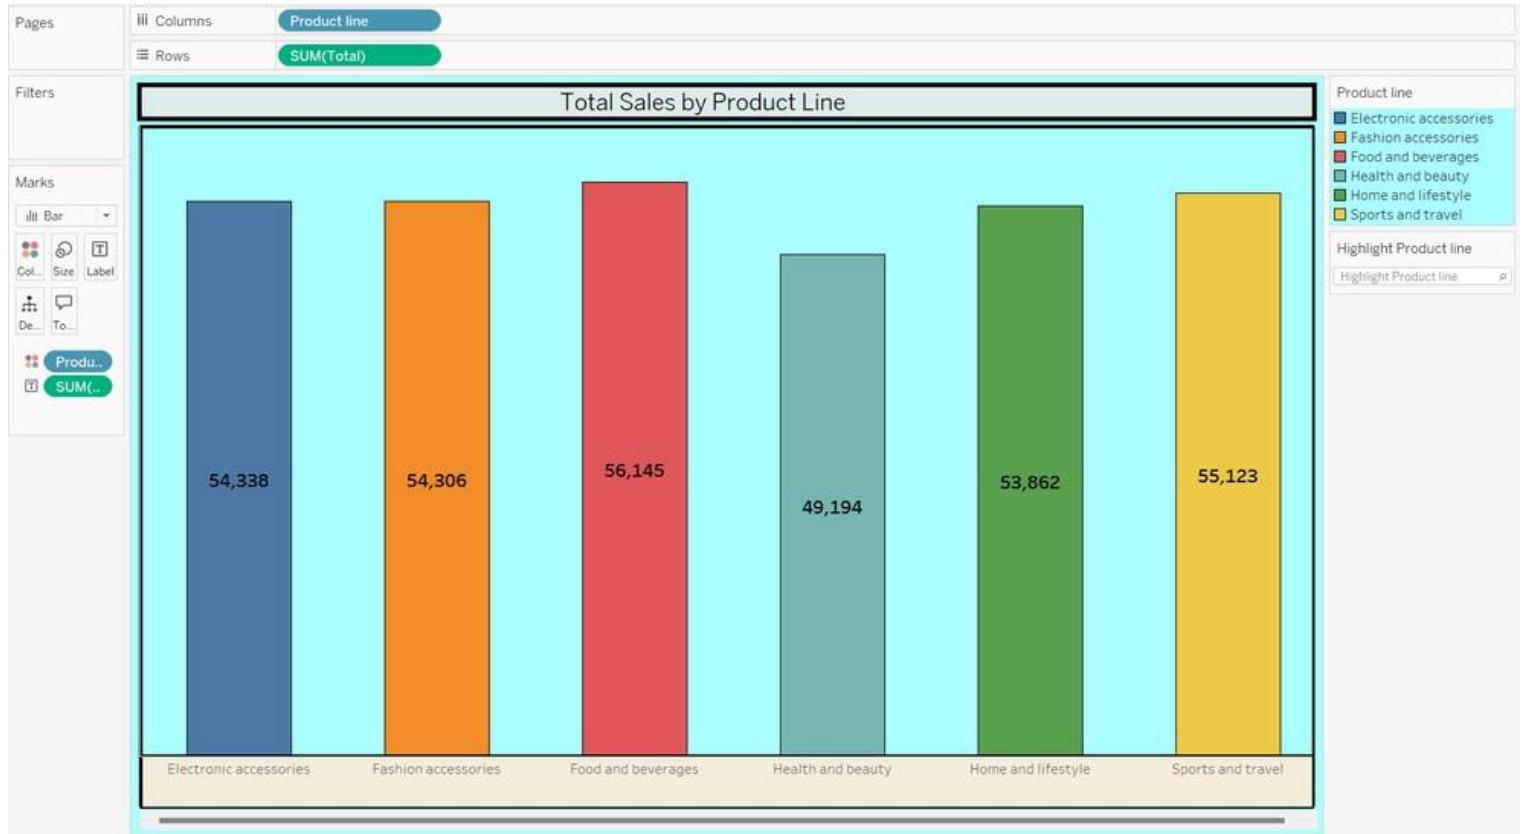 Pages
Columns
Product line
Rows
SUM(Total)
Filters
Marks
Bar
Col...
Size
Label
De...
To...
Produ..
SUM(..
Total Sales by Product Line
54,338
54,306
56,145
49,194
53,862
55,123
Electronic accessories
Fashion accessories
Food and beverages
Health and beauty
Home and lifestyle
Sports and travel
Product line
Electronic accessories
Fashion accessories
Food and beverages
Health and beauty
Home and lifestyle
Sports and travel
Highlight Product line
Highlight Product line